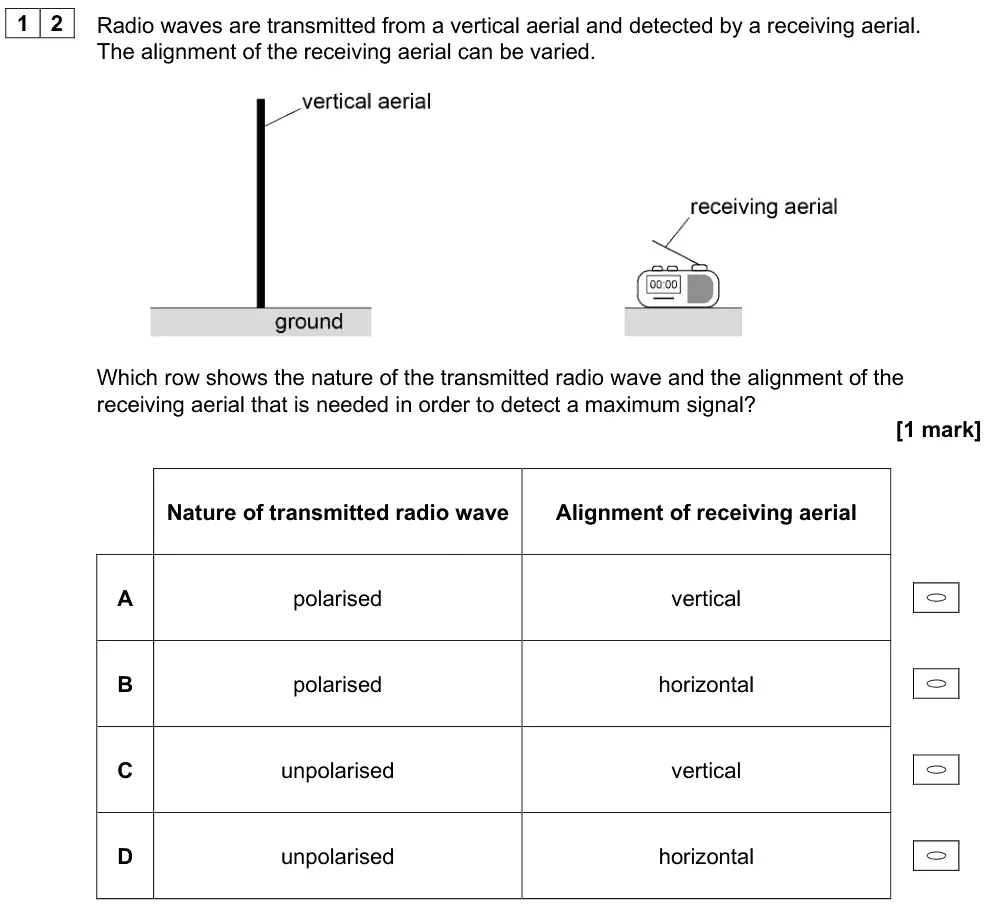 1 2
Radio waves are transmitted from a vertical aerial and detected by a receiving aerial.
The alignment of the receiving aerial can be varied.
vertical aerial
receiving aerial
00:00
ground
Which row shows the nature of the transmitted radio wave and the alignment of the
receiving aerial that is needed in order to detect a maximum signal?
[1 mark]
Nature of transmitted radio wave Alignment of receiving aerial
A polarised vertical
B polarised horizontal
C unpolarised vertical
D unpolarised horizontal